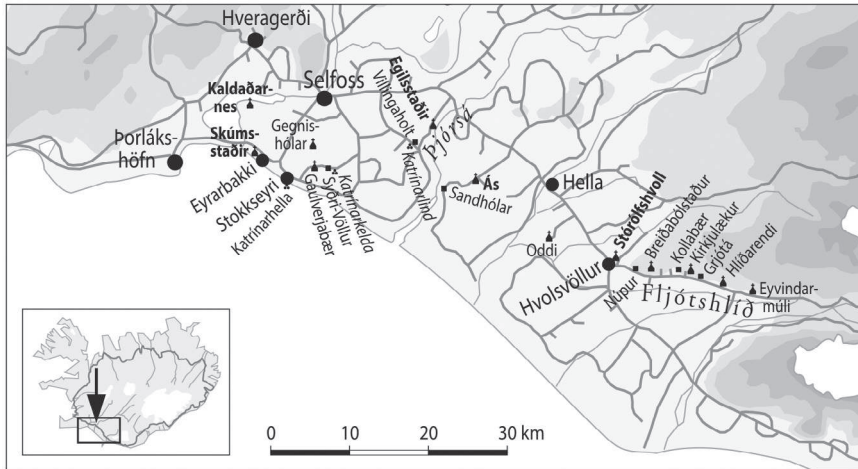 Hveragerði
Selfoss
Kaldaðar-
nes
Egilsstaðir
Villingaholt
Þjórsá
Katrínarlind
Þorláks-
höfn
Skúms-
staðir
Gegnis-
hólar
Eyrarbakki
Stokkseyri
Katrínarhella
Gaulverjabær
Syðri-Völlur
Katrínarkelda
Ás
Sandhólar
Hella
Oddi
Stórólfshvoll
Breiðabólstaður
Kollabær
Kirkjulækur
Grjótá
Hlíðarendi
Hvolsvöllur
Núpur
Fljótshlíð
Eyvindar-
múli
0 10 20 30 km